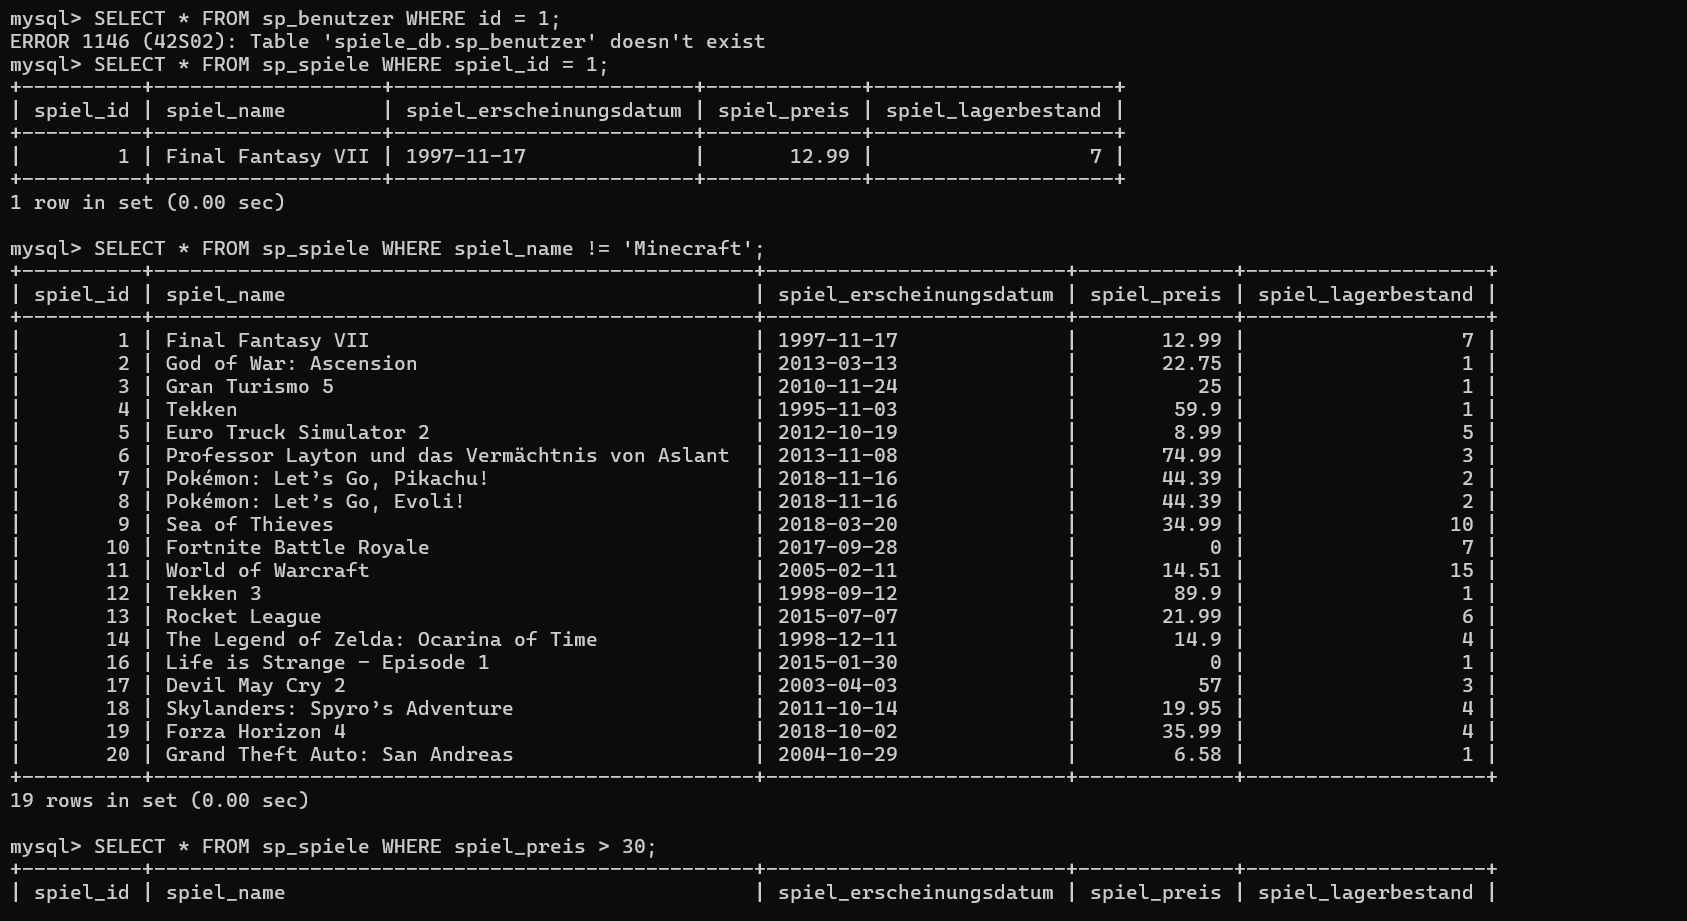 mysql> SELECT * FROM sp_benutzer WHERE id = 1;
ERROR 1146 (42S02): Table 'spiele_db.sp_benutzer' doesn't exist
mysql> SELECT * FROM sp_spiele WHERE spiel_id = 1;
+----------+-------------------+-------------------------+-------------+--------------------+
| spiel_id | spiel_name        | spiel_erscheinungsdatum | spiel_preis | spiel_lagerbestand |
+----------+-------------------+-------------------------+-------------+--------------------+
|        1 | Final Fantasy VII | 1997-11-17              |       12.99 |                  7 |
+----------+-------------------+-------------------------+-------------+--------------------+
1 row in set (0.00 sec)

mysql> SELECT * FROM sp_spiele WHERE spiel_name != 'Minecraft';
+----------+--------------------------------------------------+-------------------------+-------------+--------------------+
| spiel_id | spiel_name                                       | spiel_erscheinungsdatum | spiel_preis | spiel_lagerbestand |
+----------+--------------------------------------------------+-------------------------+-------------+--------------------+
|        1 | Final Fantasy VII                                | 1997-11-17              |       12.99 |                  7 |
|        2 | God of War: Ascension                            | 2013-03-13              |       22.75 |                  1 |
|        3 | Gran Turismo 5                                   | 2010-11-24              |          25 |                  1 |
|        4 | Tekken                                           | 1995-11-03              |        59.9 |                  1 |
|        5 | Euro Truck Simulator 2                           | 2012-10-19              |        8.99 |                  5 |
|        6 | Professor Layton und das Vermächtnis von Aslant  | 2013-11-08              |       74.99 |                  3 |
|        7 | Pokémon: Let’s Go, Pikachu!                      | 2018-11-16              |       44.39 |                  2 |
|        8 | Pokémon: Let’s Go, Evoli!                        | 2018-11-16              |       44.39 |                  2 |
|        9 | Sea of Thieves                                   | 2018-03-20              |       34.99 |                 10 |
|       10 | Fortnite Battle Royale                           | 2017-09-28              |           0 |                  7 |
|       11 | World of Warcraft                                | 2005-02-11              |       14.51 |                 15 |
|       12 | Tekken 3                                         | 1998-09-12              |        89.9 |                  1 |
|       13 | Rocket League                                    | 2015-07-07              |       21.99 |                  6 |
|       14 | The Legend of Zelda: Ocarina of Time             | 1998-12-11              |        14.9 |                  4 |
|       16 | Life is Strange – Episode 1                      | 2015-01-30              |           0 |                  1 |
|       17 | Devil May Cry 2                                  | 2003-04-03              |          57 |                  3 |
|       18 | Skylanders: Spyro’s Adventure                    | 2011-10-14              |       19.95 |                  4 |
|       19 | Forza Horizon 4                                  | 2018-10-02              |       35.99 |                  4 |
|       20 | Grand Theft Auto: San Andreas                    | 2004-10-29              |        6.58 |                  1 |
+----------+--------------------------------------------------+-------------------------+-------------+--------------------+
19 rows in set (0.00 sec)

mysql> SELECT * FROM sp_spiele WHERE spiel_preis > 30;
+----------+--------------------------------------------------+-------------------------+-------------+--------------------+
| spiel_id | spiel_name                                       | spiel_erscheinungsdatum | spiel_preis | spiel_lagerbestand |